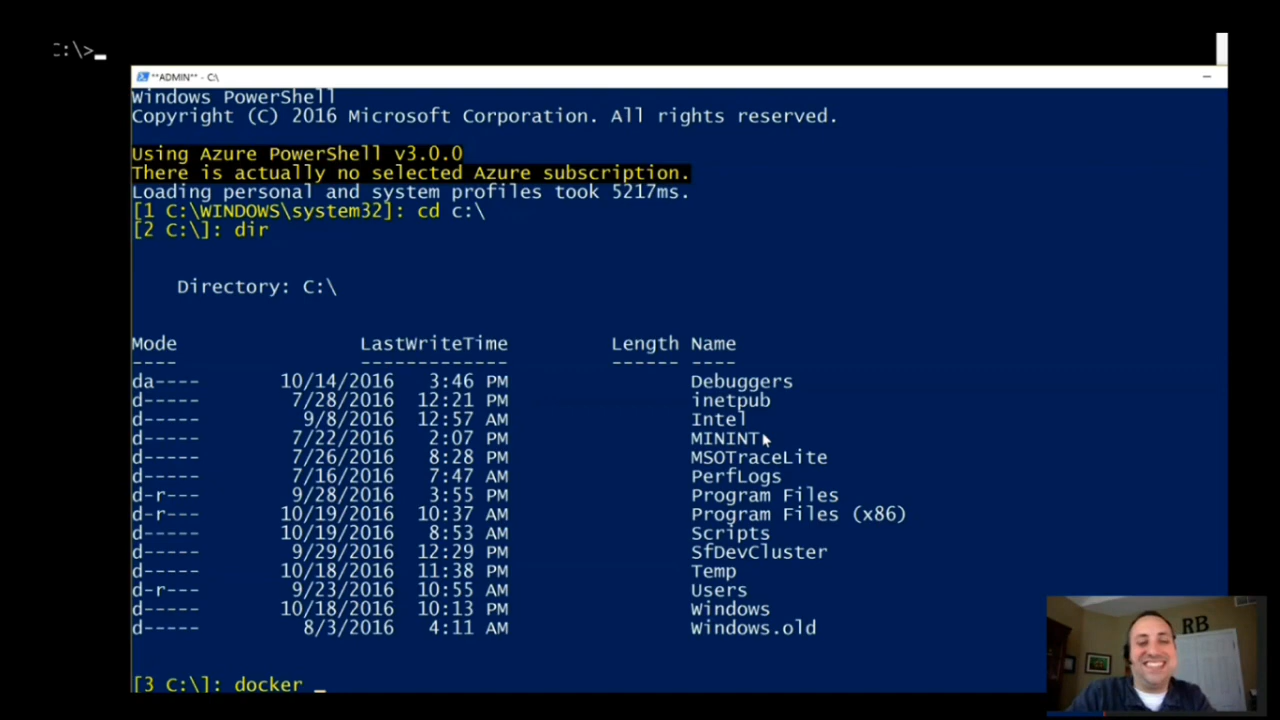 C:\>_
**ADMIN** - C:\
Windows PowerShell
Copyright (C) 2016 Microsoft Corporation. All rights reserved.
Using Azure PowerShell v3.0.0
There is actually no selected Azure subscription.
Loading personal and system profiles took 5217ms.
[1 C:\WINDOWS\system32]: cd c:\
[2 C:\]: dir
Directory: C:\
Mode LastWriteTime Length Name
---- ------------- ------ ----
da---- 10/14/2016 3:46 PM Debuggers
d----- 7/28/2016 12:21 PM inetpub
d----- 9/8/2016 12:57 AM Intel
d----- 7/22/2016 2:07 PM MININT
d----- 7/26/2016 8:28 PM MSOTraceLite
d----- 7/16/2016 7:47 AM PerfLogs
d-r--- 9/28/2016 3:55 PM Program Files
d-r--- 10/19/2016 10:37 AM Program Files (x86)
d----- 10/19/2016 8:53 AM Scripts
d----- 9/29/2016 12:29 PM SfDevCluster
d----- 10/18/2016 11:38 PM Temp
d-r--- 9/23/2016 10:55 AM Users
d----- 10/18/2016 10:13 PM Windows
d----- 8/3/2016 4:11 AM Windows.old
[3 C:\]: docker _
RB